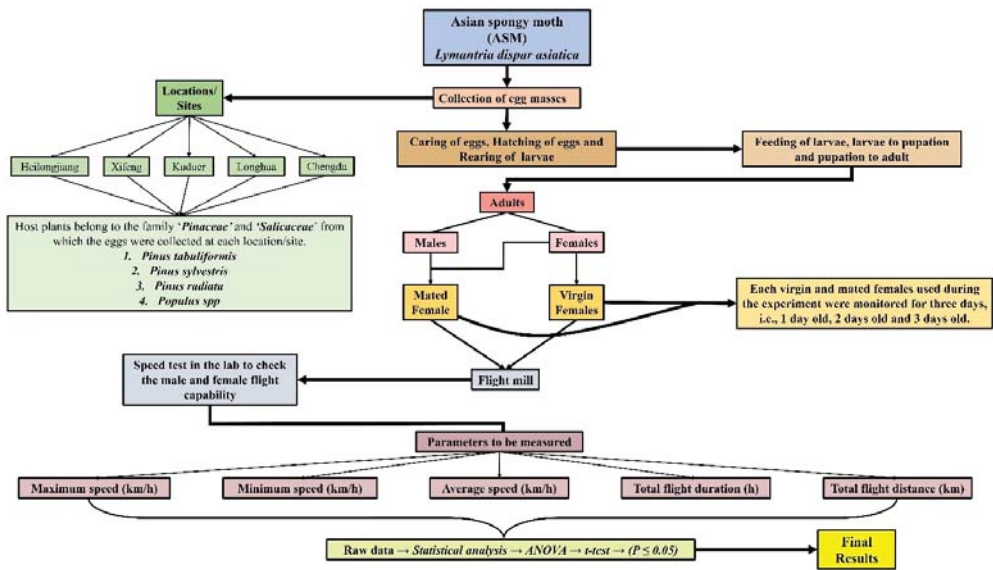 Asian spongy moth
(ASM)
Lymantria dispar asiatica
Locations/
Sites
Collection of egg masses
Caring of eggs, Hatching of eggs and
Rearing of larvae
Feeding of larvae, larvae to pupation
and pupation to adult
Heilongjiang
Xifeng
Kuduer
Longhua
Chengdu
Adults
Host plants belong to the family ‘Pinaceae’ and ‘Salicaceae’ from
which the eggs were collected at each location/site.
1. Pinus tabuliformis
2. Pinus sylvestris
3. Pinus radiata
4. Populus spp
Males
Females
Mated
Female
Virgin
Females
Each virgin and mated females used during
the experiment were monitored for three days,
i.e., 1 day old, 2 days old and 3 days old.
Speed test in the lab to check
the male and female flight
capability
Flight mill
Parameters to be measured
Maximum speed (km/h)
Minimum speed (km/h)
Average speed (km/h)
Total flight duration (h)
Total flight distance (km)
Raw data → Statistical analysis → ANOVA → t-test → (P ≤ 0.05)
Final
Results